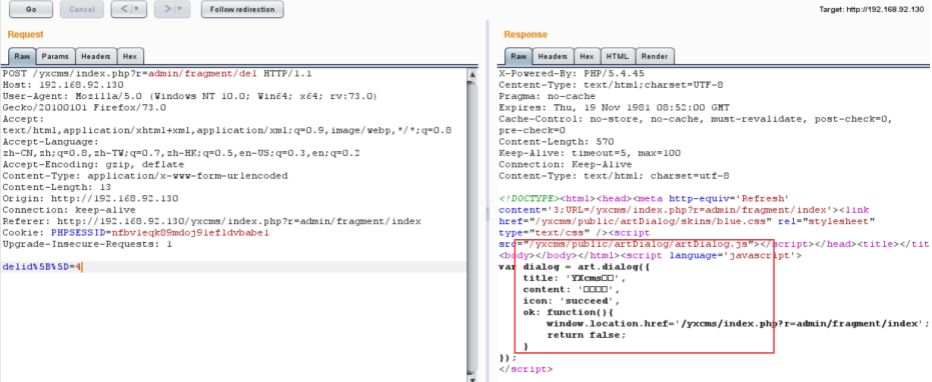 Go Cancel < > Follow redirection Target: http://192.168.92.130
Request
Raw Params Headers Hex
POST /yxcms/index.php?r=admin/fragment/del HTTP/1.1
Host: 192.168.92.130
User-Agent: Mozilla/5.0 (Windows NT 10.0; Win64; x64; rv:73.0)
Gecko/20100101 Firefox/73.0
Accept:
text/html,application/xhtml+xml,application/xml;q=0.9,image/webp,*/*;q=0.8
Accept-Language:
zh-CN,zh;q=0.8,zh-TW;q=0.7,zh-HK;q=0.5,en-US;q=0.3,en;q=0.2
Accept-Encoding: gzip, deflate
Content-Type: application/x-www-form-urlencoded
Content-Length: 13
Origin: http://192.168.92.130
Connection: keep-alive
Referer: http://192.168.92.130/yxcms/index.php?r=admin/fragment/index
Cookie: PHPSESSID=nfbvieqk89mdoj9iefldvbabei
Upgrade-Insecure-Requests: 1
delid%5B%5D=4
Response
Raw Headers Hex HTML Render
X-Powered-By: PHP/5.4.45
Content-Type: text/html;charset=UTF-8
Pragma: no-cache
Expires: Thu, 19 Nov 1981 08:52:00 GMT
Cache-Control: no-store, no-cache, must-revalidate, post-check=0,
pre-check=0
Content-Length: 570
Keep-Alive: timeout=5, max=100
Connection: Keep-Alive
Content-Type: text/html; charset=utf-8
<!DOCTYPE><html><head><meta http-equiv='Refresh'
content='3;URL=/yxcms/index.php?r=admin/fragment/index'><link
href="/yxcms/public/artDialog/skins/blue.css" rel="stylesheet"
type="text/css" /><script
src="/yxcms/public/artDialog/artDialog.js"></script></head><title></tit
<body></body></html><script language='javascript'>
var dialog = art.dialog({
title: 'YXcms□□',
content: '□□□□',
icon: 'succeed',
ok: function(){
window.location.href='/yxcms/index.php?r=admin/fragment/index';
return false;
}
});
</script>